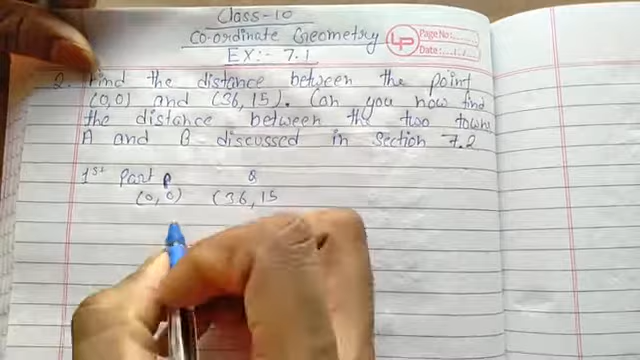 Class-10
Co-ordinate Geometry
EX:- 7.1
Page No:
Date:
2. Find the distance between the point
(0,0) and (36, 15). Can you now find
the distance between the two towns
A and B discussed in Section 7.2
1st Part P
(0, 0) (36, 15